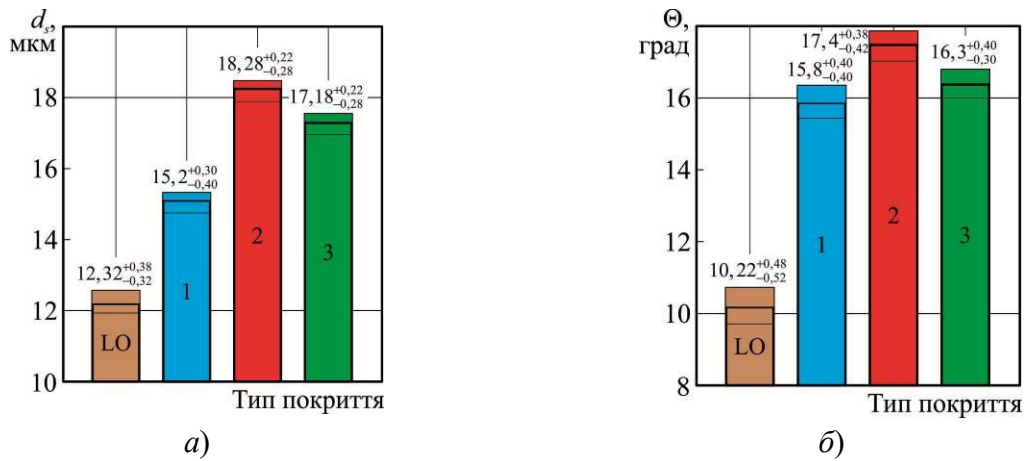 d_s,
мкм
18
16
14
12
10
12,32 +0,38 −0,32
15,2 +0,30 −0,40
18,28 +0,22 −0,28
17,18 +0,22 −0,28
LO
1
2
3
Тип покриття
а)
Θ,
град
16
14
12
10
8
10,22 +0,48 −0,52
15,8 +0,40 −0,40
17,4 +0,38 −0,42
16,3 +0,40 −0,30
LO
1
2
3
Тип покриття
б)